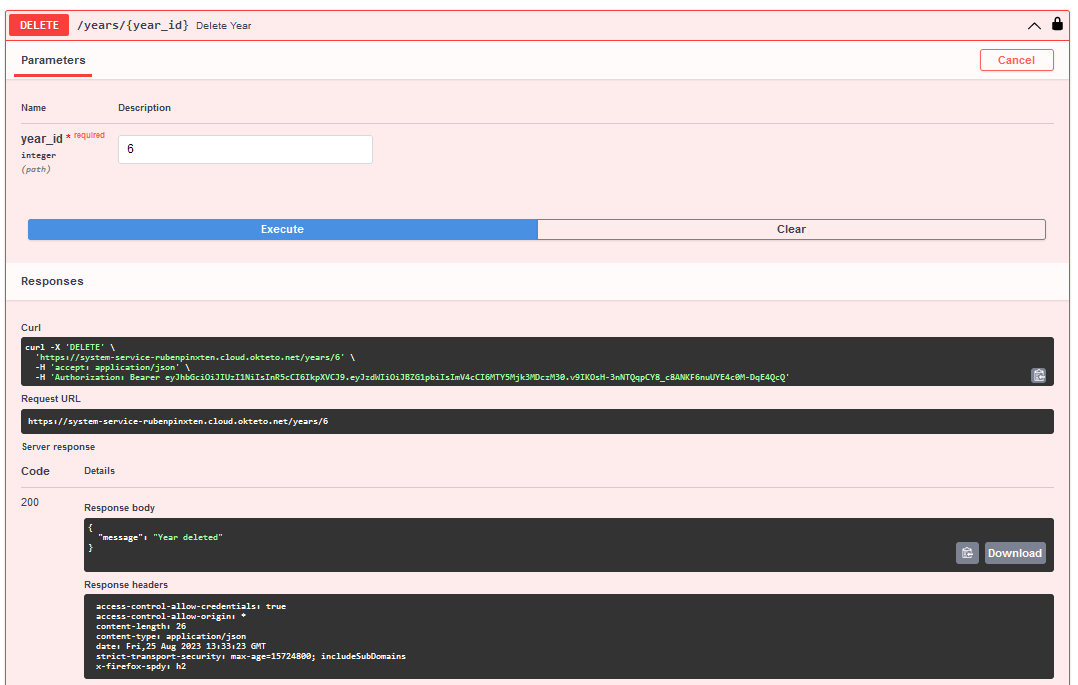 DELETE /years/{year_id} Delete Year
Parameters
Cancel
Name Description
year_id * required
integer
(path)
6
Execute Clear
Responses
Curl
curl -X 'DELETE' \
'https://system-service-rubenpinxten.cloud.okteto.net/years/6' \
-H 'accept: application/json' \
-H 'Authorization: Bearer eyJhbGciOiJIUzI1NiIsInR5cCI6IkpXVCJ9.eyJzdWIiOiJBZG1pbiIsImV4cCI6MTY5Mjk3MDczM30.v9IKOsH-3nNTQqpCY8_c8ANKF6nuUYE4c0M-DqE4QcQ'
Request URL
https://system-service-rubenpinxten.cloud.okteto.net/years/6
Server response
Code Details
200
Response body
{
"message": "Year deleted"
}
Download
Response headers
access-control-allow-credentials: true
access-control-allow-origin: *
content-length: 26
content-type: application/json
date: Fri,25 Aug 2023 13:33:23 GMT
strict-transport-security: max-age=15724800; includeSubDomains
x-firefox-spdy: h2